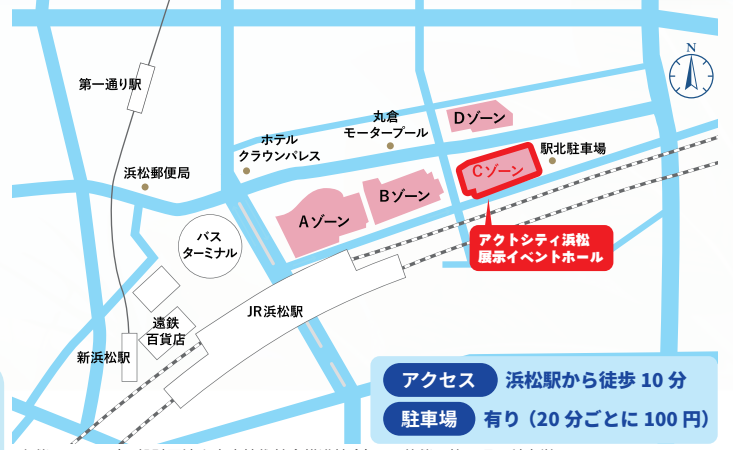 N
第一通り駅
丸倉
モータープール
Dゾーン
ホテル
クラウンパレス
駅北駐車場
浜松郵便局
Cゾーン
Bゾーン
Aゾーン
バス
ターミナル
アクトシティ浜松
展示イベントホール
JR浜松駅
遠鉄
百貨店
新浜松駅
アクセス 浜松駅から徒歩 10 分
駐車場 有り（20 分ごとに 100 円）